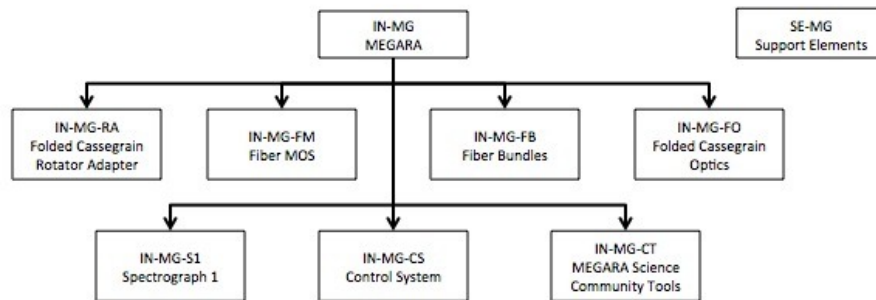 IN-MG
MEGARA
SE-MG
Support Elements
IN-MG-RA
Folded Cassegrain
Rotator Adapter
IN-MG-FM
Fiber MOS
IN-MG-FB
Fiber Bundles
IN-MG-FO
Folded Cassegrain
Optics
IN-MG-S1
Spectrograph 1
IN-MG-CS
Control System
IN-MG-CT
MEGARA Science
Community Tools